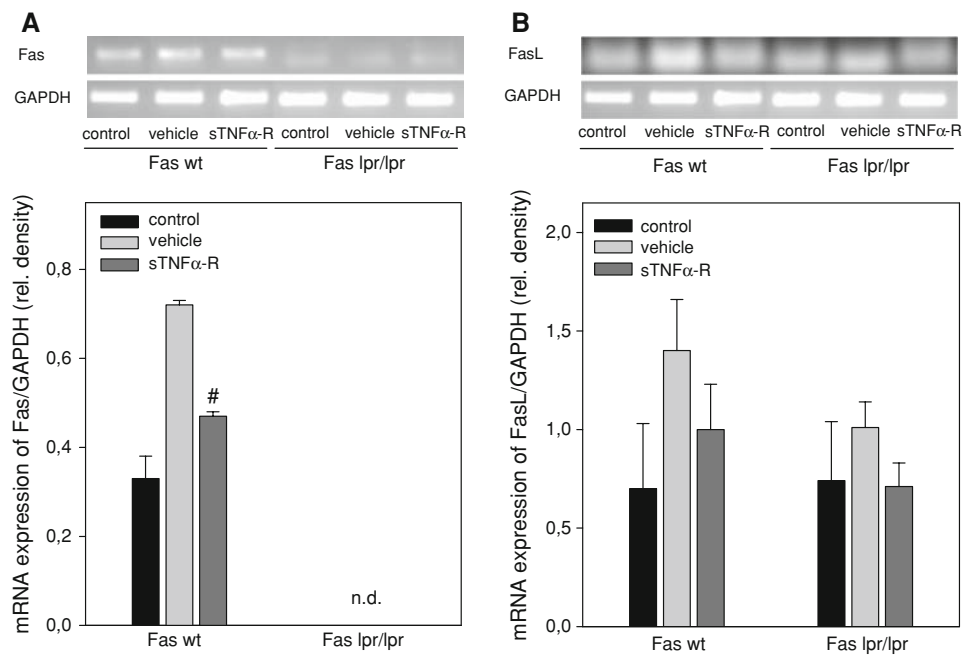 A
Fas
GAPDH
control vehicle sTNFα-R control vehicle sTNFα-R
Fas wt Fas lpr/lpr
mRNA expression of Fas/GAPDH (rel. density)
control
vehicle
sTNFα-R
0,8
0,6
0,4
0,2
0,0
#
n.d.
Fas wt Fas lpr/lpr
B
FasL
GAPDH
control vehicle sTNFα-R control vehicle sTNFα-R
Fas wt Fas lpr/lpr
mRNA expression of FasL/GAPDH (rel. density)
control
vehicle
sTNFα-R
2,0
1,5
1,0
0,5
0,0
Fas wt Fas lpr/lpr